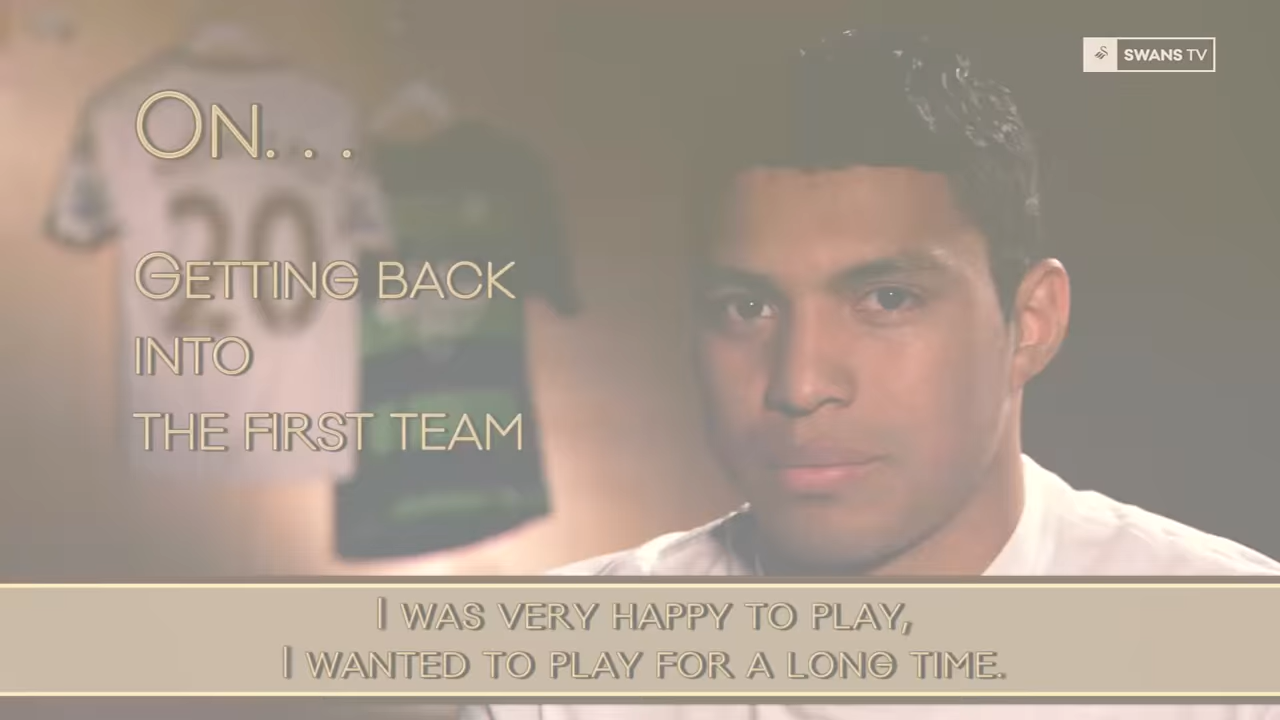 SWANS TV
ON...
20
GETTING BACK
INTO
THE FIRST TEAM
I WAS VERY HAPPY TO PLAY,
I WANTED TO PLAY FOR A LONG TIME.